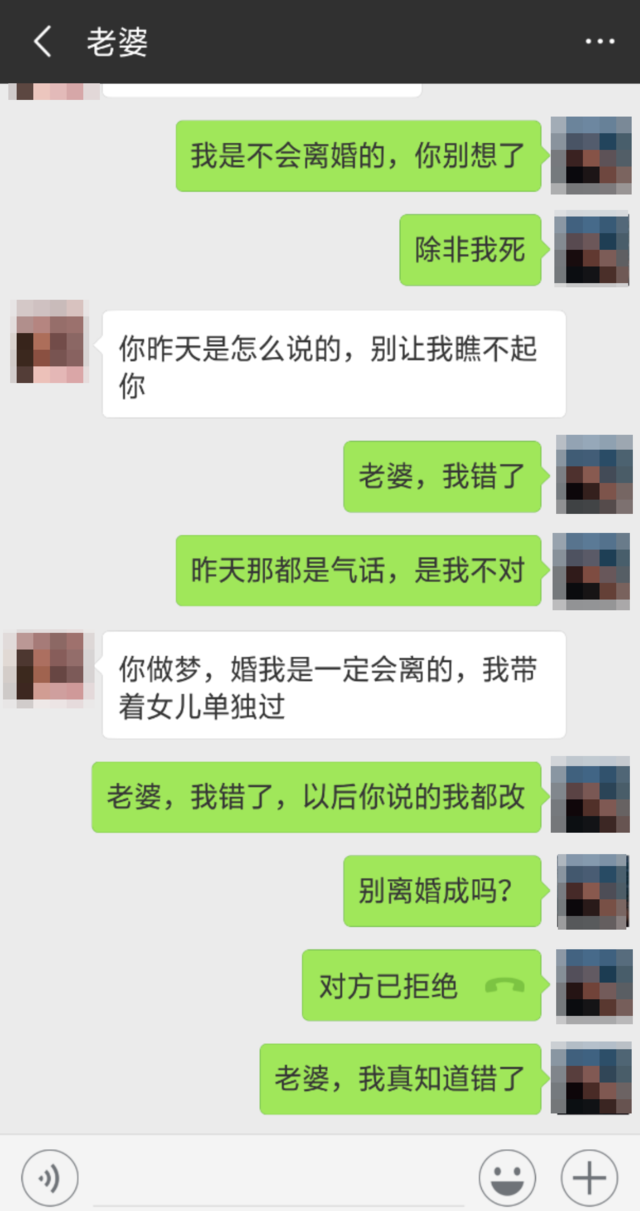 老婆
我是不会离婚的，你别想了
除非我死
你昨天是怎么说的，别让我瞧不起
你
老婆，我错了
昨天那都是气话，是我不对
你做梦，婚我是一定会离的，我带
着女儿单独过
老婆，我错了，以后你说的我都改
别离婚成吗？
对方已拒绝
老婆，我真知道错了